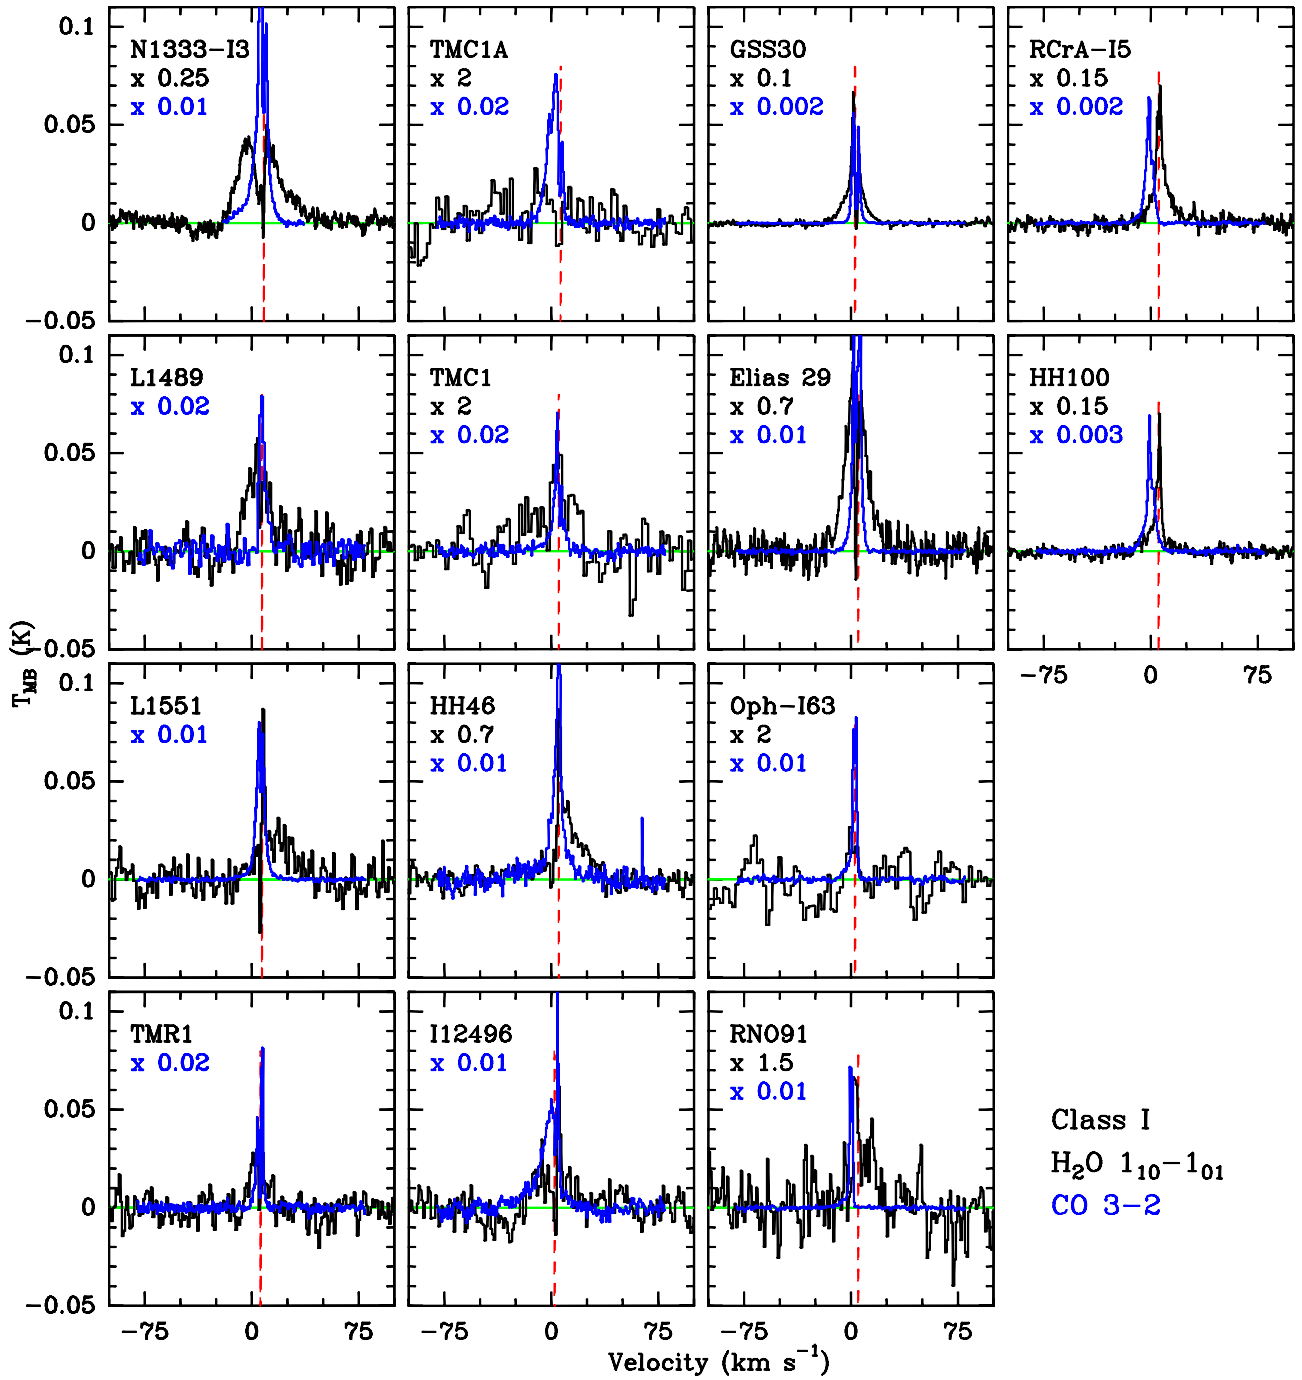 0.1
0.05
0
−0.05
N1333−I3
x 0.25
x 0.01
TMC1A
x 2
x 0.02
GSS30
x 0.1
x 0.002
RCrA−I5
x 0.15
x 0.002
0.1
0.05
0
−0.05
L1489
x 0.02
TMC1
x 2
x 0.02
Elias 29
x 0.7
x 0.01
HH100
x 0.15
x 0.003
−75 0 75
T_MB (K)
0.1
0.05
0
−0.05
L1551
x 0.01
HH46
x 0.7
x 0.01
Oph−I63
x 2
x 0.01
0.1
0.05
0
−0.05
TMR1
x 0.02
I12496
x 0.01
RNO91
x 1.5
x 0.01
−75 0 75
−75 0 75
−75 0 75
Velocity (km s⁻¹)
Class I
H₂O 1₁₀−1₀₁
CO 3−2